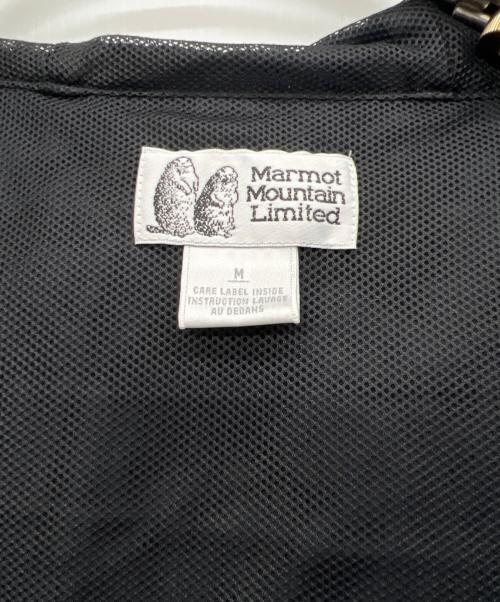 Marmot
Mountain
Limited
M
CARE LABEL INSIDE
INSTRUCTION LAVAGE
AU DEDANS